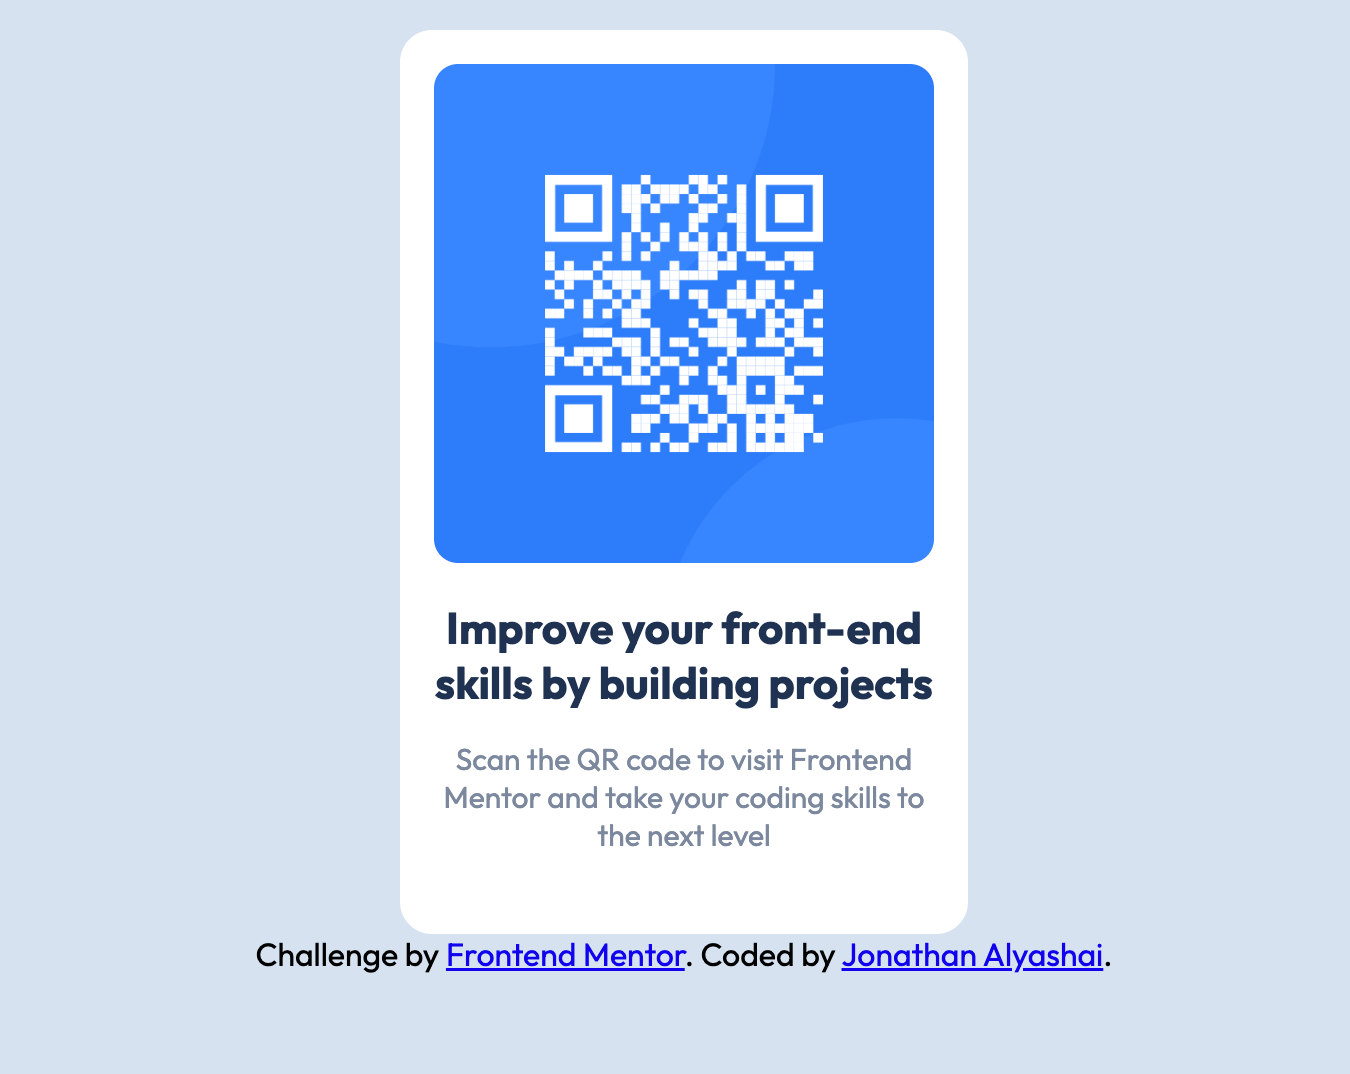 Improve your front-end
skills by building projects
Scan the QR code to visit Frontend
Mentor and take your coding skills to
the next level
Challenge by Frontend Mentor. Coded by Jonathan Alyashai.